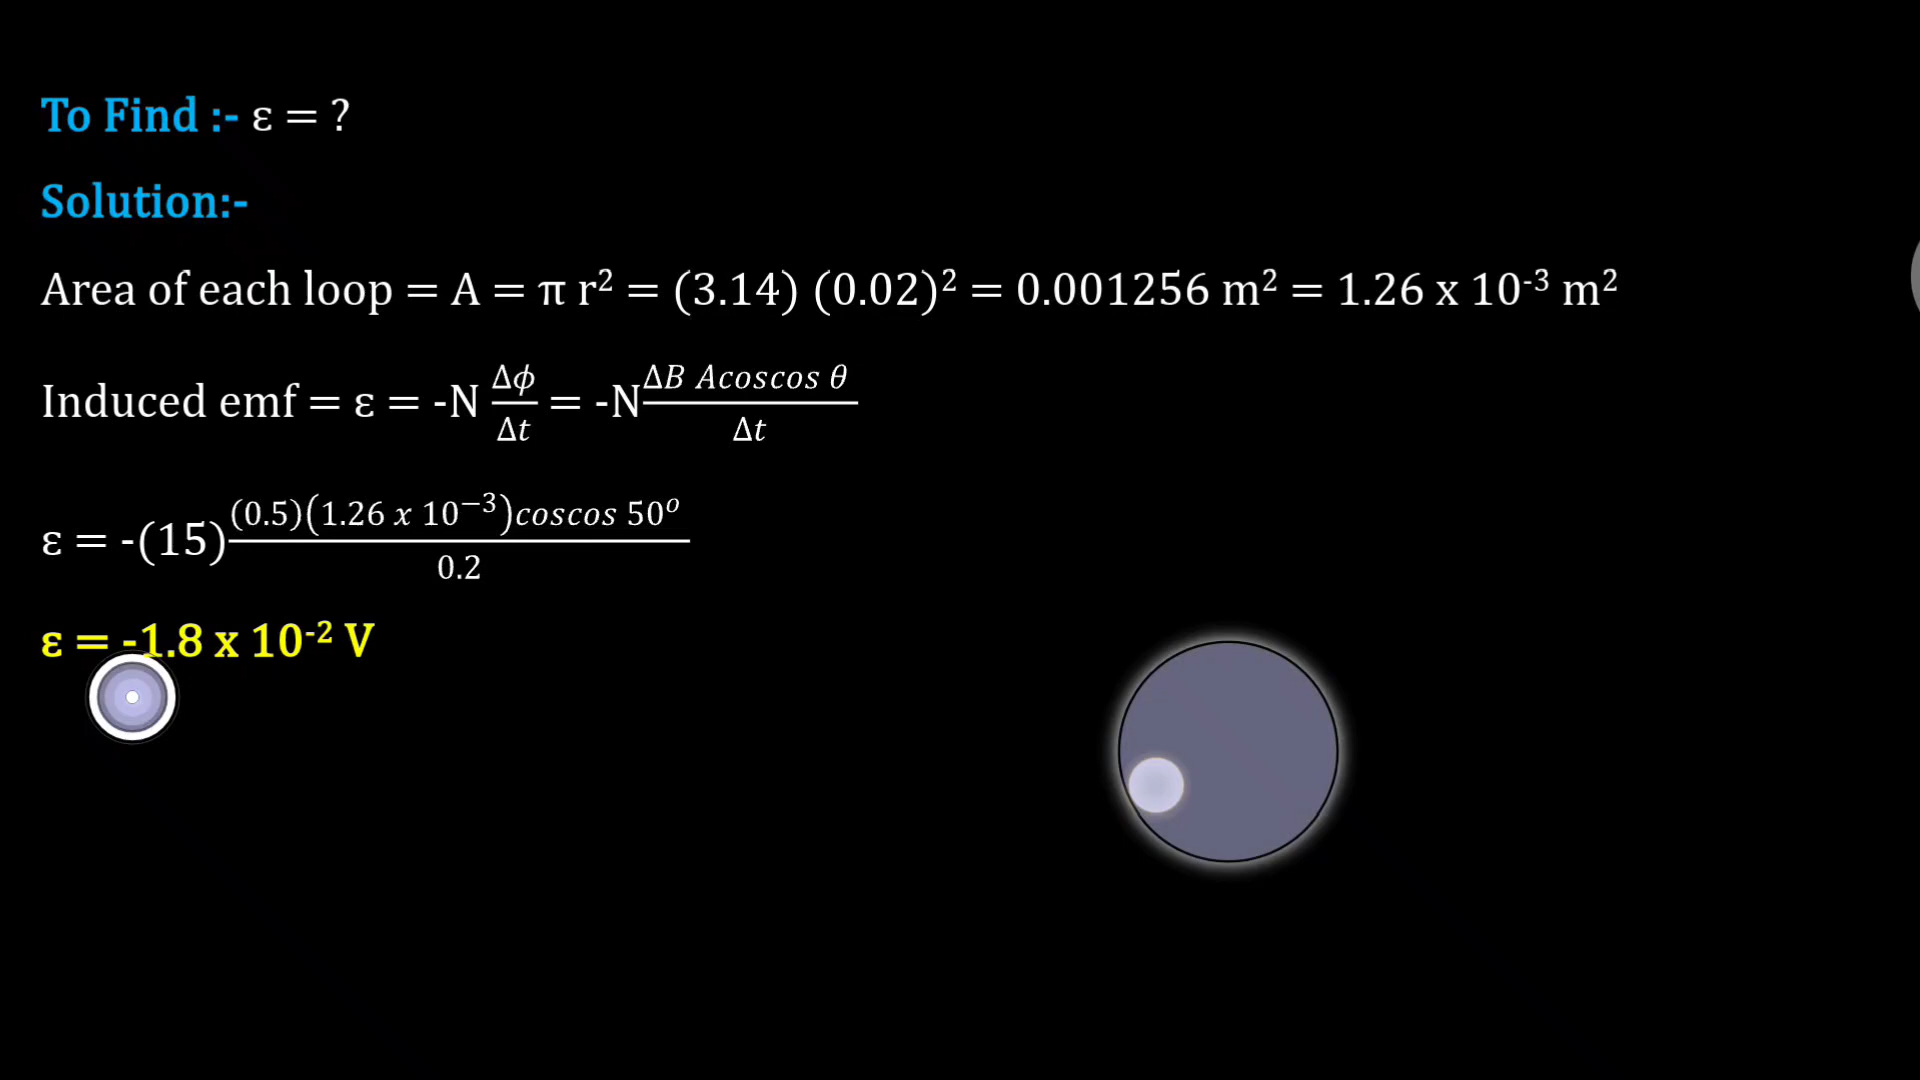 To Find :- ε = ?
Solution:-
Area of each loop = A = π r² = (3.14) (0.02)² = 0.001256 m² = 1.26 x 10⁻³ m²
Induced emf = ε = -N Δϕ/Δt = -N ΔB Acoscos θ/Δt
ε = -(15) (0.5)(1.26 x 10⁻³)coscos 50ᵒ/0.2
ε = -1.8 x 10⁻² V